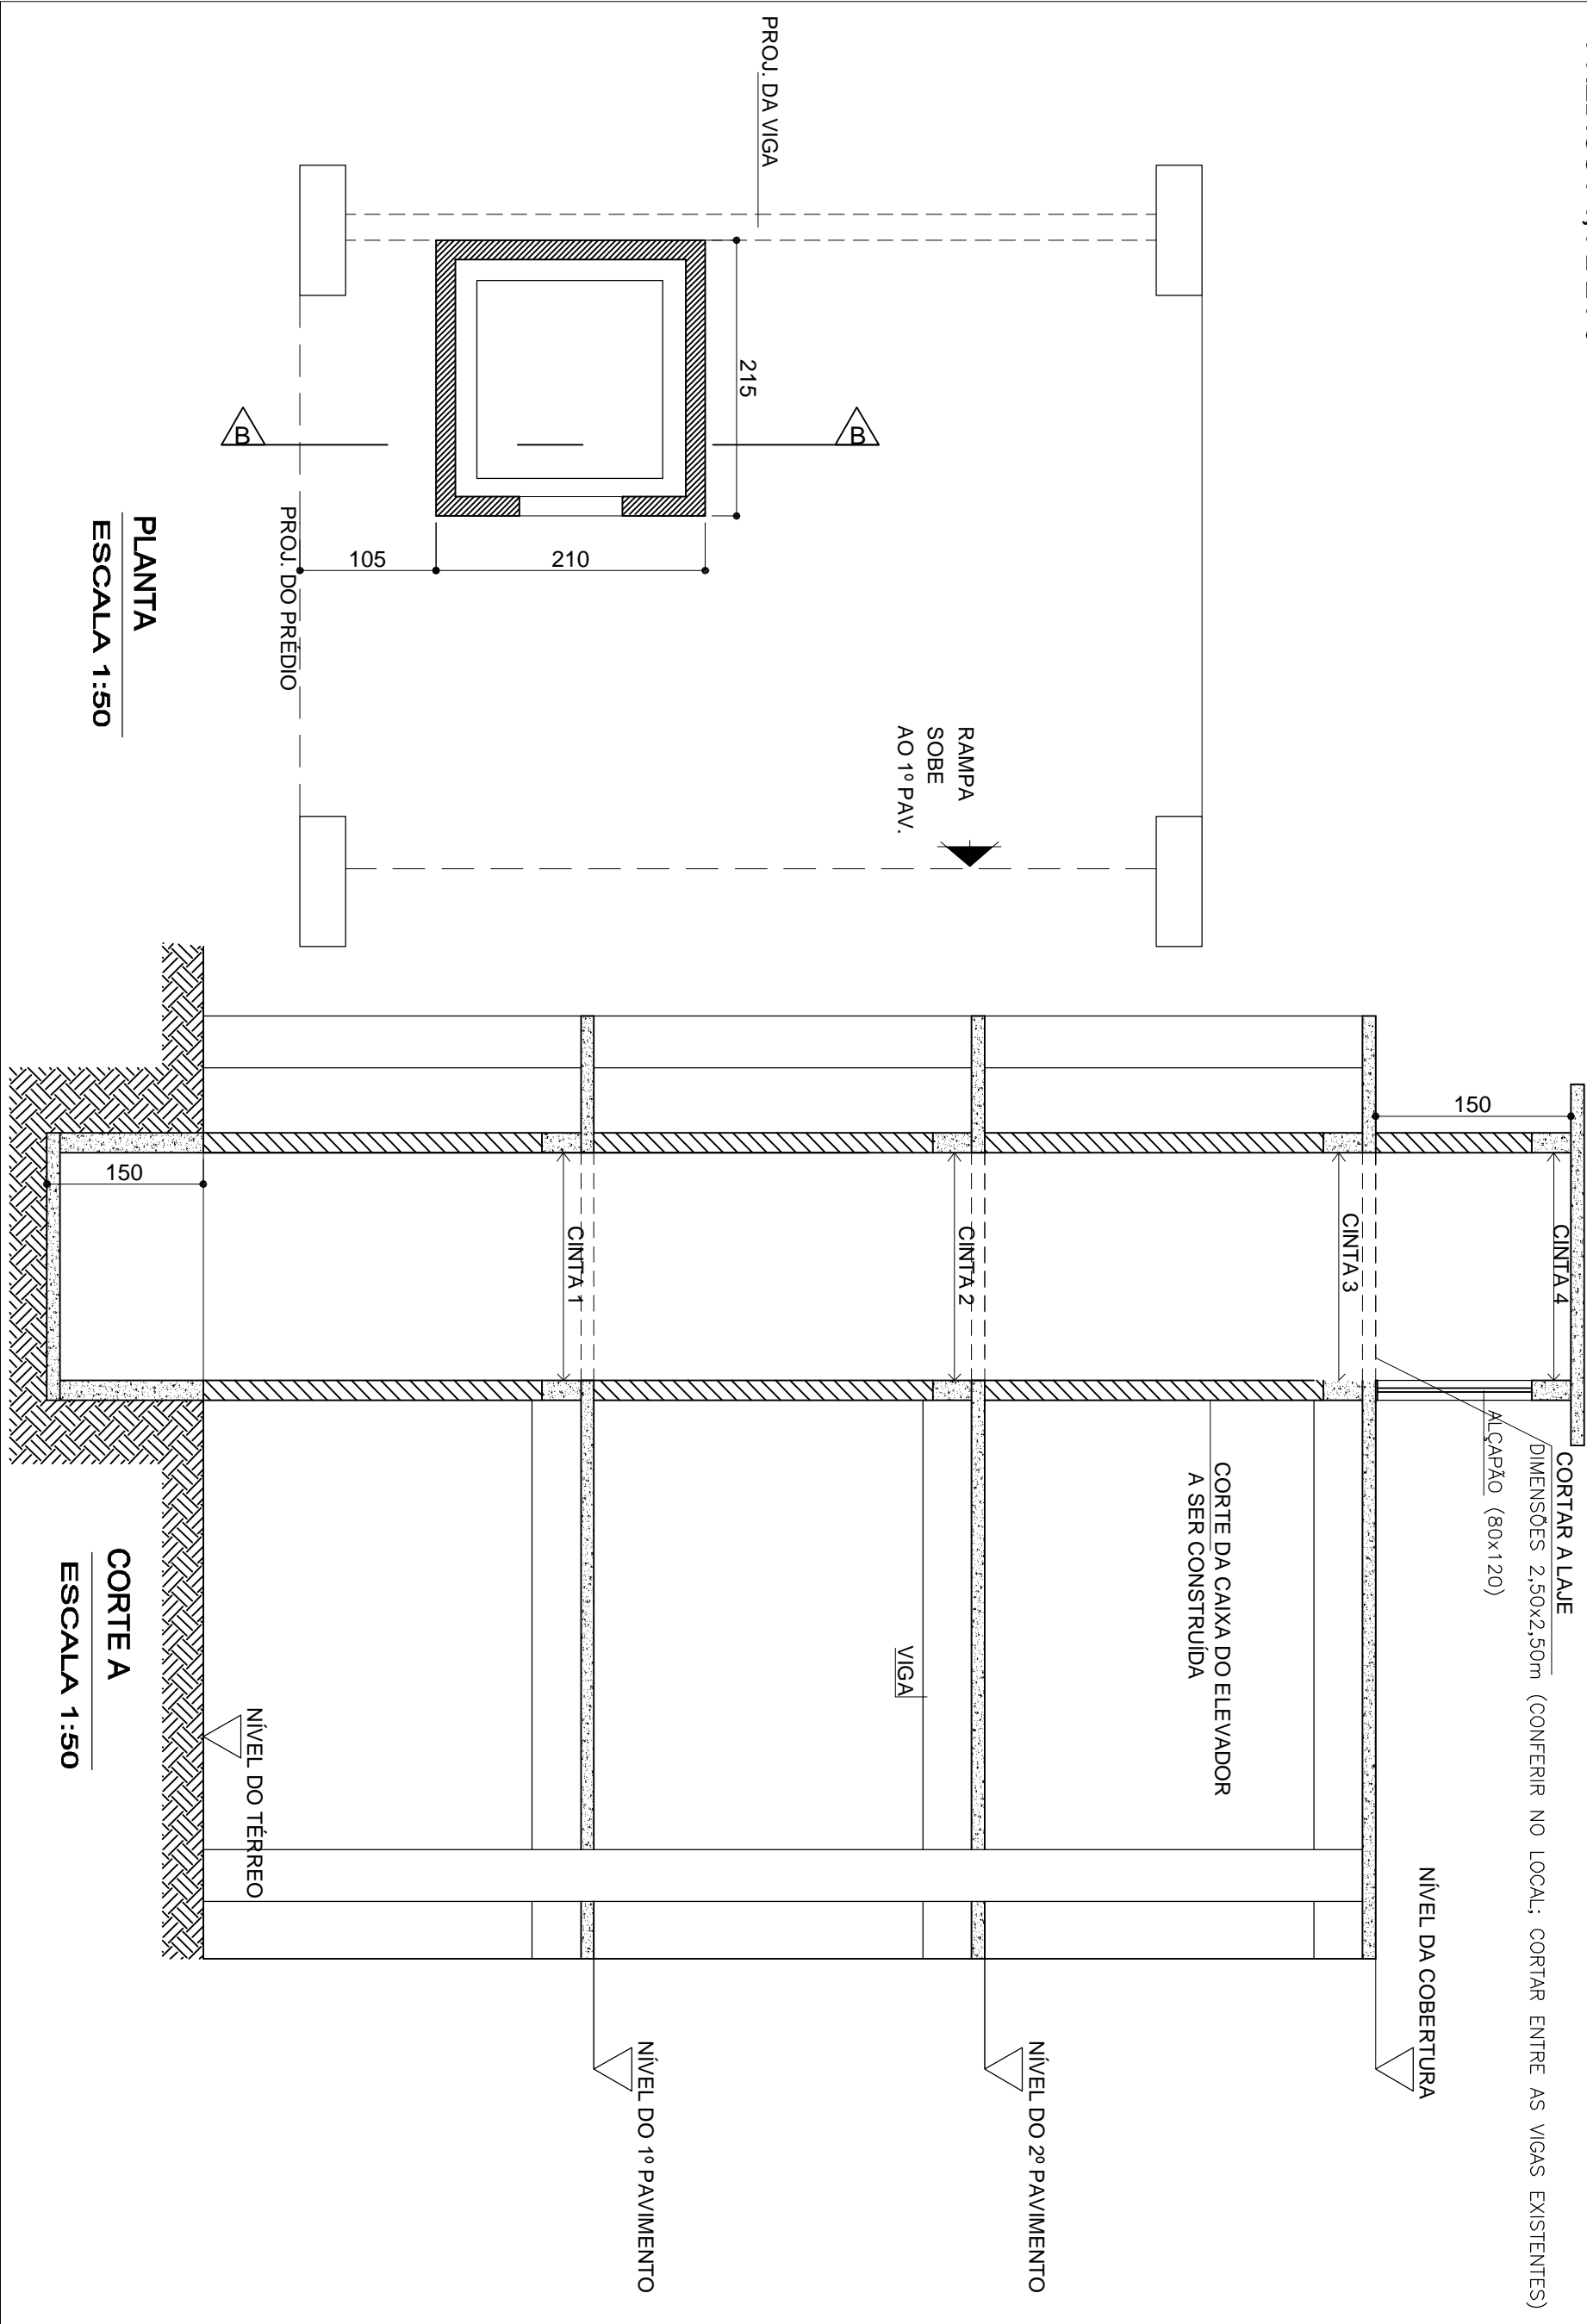 PROJ. DA VIGA
215
B
B
105
210
PROJ. DO PRÉDIO
RAMPA
SOBE
AO 1º PAV.
PLANTA
ESCALA 1:50
150
150
CINTA 4
CINTA 3
CINTA 2
CINTA 1
CORTAR A LAJE
DIMENSÕES 2,50x2,50m (CONFERIR NO LOCAL; CORTAR ENTRE AS VIGAS EXISTENTES)
ALÇAPÃO (80x120)
CORTE DA CAIXA DO ELEVADOR
A SER CONSTRUÍDA
VIGA
NÍVEL DA COBERTURA
NÍVEL DO 2º PAVIMENTO
NÍVEL DO 1º PAVIMENTO
NÍVEL DO TÉRREO
CORTE A
ESCALA 1:50